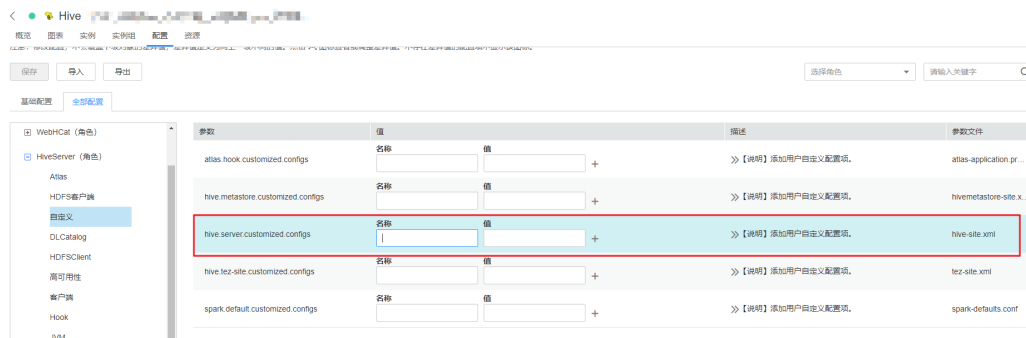 Hive
概览 图表 实例 实例组 配置 资源
保存 导入 导出 选择角色 请输入关键字
基础配置 全部配置
WebHCat（角色）
HiveServer（角色）
Atlas
HDFS客户端
自定义
DLCatalog
HDFSClient
高可用性
客户端
Hook
JVM
参数 值 描述 参数文件
名称 值
atlas.hook.customized.configs 【说明】添加用户自定义配置项。 atlas-application.pr...
名称 值
hive.metastore.customized.configs 【说明】添加用户自定义配置项。 hivemetastore-site.x...
名称 值
hive.server.customized.configs 【说明】添加用户自定义配置项。 hive-site.xml
名称 值
hive.tez-site.customized.configs 【说明】添加用户自定义配置项。 tez-site.xml
名称 值
spark.default.customized.configs 【说明】添加用户自定义配置项。 spark-defaults.conf